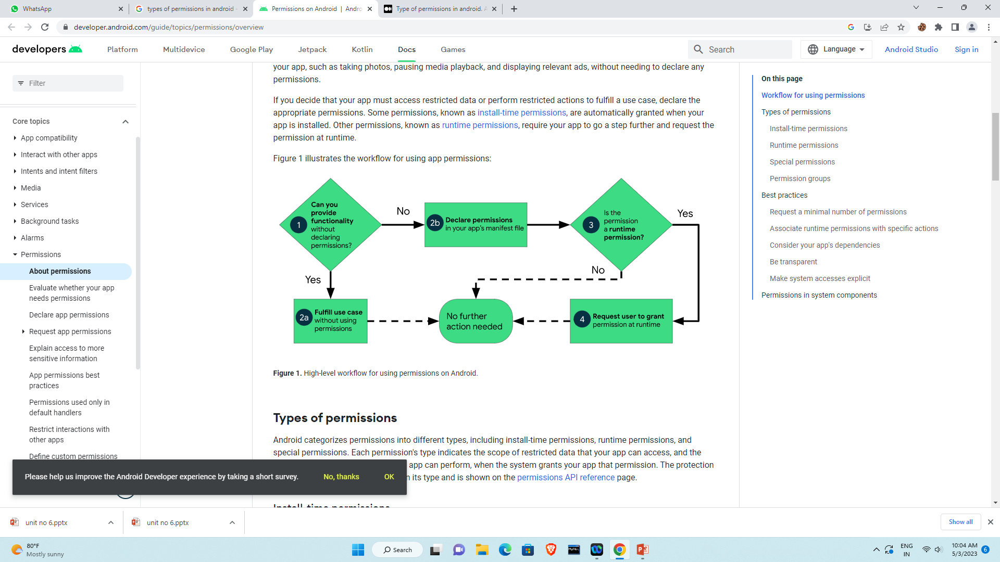 WhatsApp
types of permissions in android -
Permissions on Android | Andro
Type of permissions in android. A
developer.android.com/guide/topics/permissions/overview
developers
Platform
Multidevice
Google Play
Jetpack
Kotlin
Docs
Games
Search
Language
Android Studio
Sign in
Filter
Core topics
App compatibility
Interact with other apps
Intents and intent filters
Media
Services
Background tasks
Alarms
Permissions
About permissions
Evaluate whether your app
needs permissions
Declare app permissions
Request app permissions
Explain access to more
sensitive information
App permissions best
practices
Permissions used only in
default handlers
Restrict interactions with
other apps
Define custom permissions
your app, such as taking photos, pausing media playback, and displaying relevant ads, without needing to declare any
permissions.
If you decide that your app must access restricted data or perform restricted actions to fulfill a use case, declare the
appropriate permissions. Some permissions, known as install-time permissions, are automatically granted when your
app is installed. Other permissions, known as runtime permissions, require your app to go a step further and request the
permission at runtime.
Figure 1 illustrates the workflow for using app permissions:
1
Can you
provide
functionality
without
declaring
permissions?
No
2b
Declare permissions
in your app's manifest file
3
Is the
permission
a runtime
permission?
Yes
No
Yes
2a
Fulfill use case
without using
permissions
No further
action needed
4
Request user to grant
permission at runtime
Figure 1. High-level workflow for using permissions on Android.
Types of permissions
Android categorizes permissions into different types, including install-time permissions, runtime permissions, and
special permissions. Each permission's type indicates the scope of restricted data that your app can access, and the
app can perform, when the system grants your app that permission. The protection
its type and is shown on the permissions API reference page.
Install-time permissions
On this page
Workflow for using permissions
Types of permissions
Install-time permissions
Runtime permissions
Special permissions
Permission groups
Best practices
Request a minimal number of permissions
Associate runtime permissions with specific actions
Consider your app's dependencies
Be transparent
Make system accesses explicit
Permissions in system components
Please help us improve the Android Developer experience by taking a short survey.
No, thanks
OK
unit no 6.pptx
unit no 6.pptx
Show all
80°F
Mostly sunny
Search
MySQL
ENG
IN
10:04 AM
5/3/2023
6